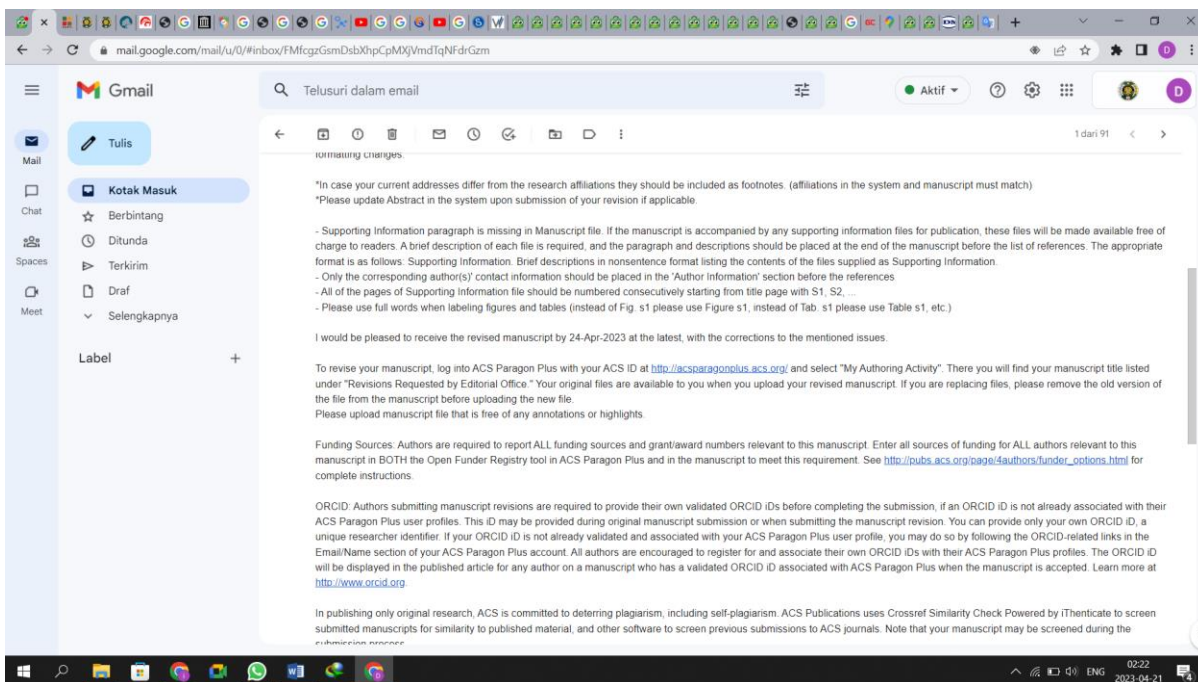 mail.google.com/mail/u/0/#inbox/FMfcgzGsmDsbXhpCpMXjVmdTqNFdrGzm
Gmail
Telusuri dalam email
Aktif
D
Mail
Chat
Spaces
Meet
Tulis
Kotak Masuk
Berbintang
Ditunda
Terkirim
Draf
Selengkapnya
Label
1 dari 91
formatting changes.
*In case your current addresses differ from the research affiliations they should be included as footnotes. (affiliations in the system and manuscript must match)
*Please update Abstract in the system upon submission of your revision if applicable.
- Supporting Information paragraph is missing in Manuscript file. If the manuscript is accompanied by any supporting information files for publication, these files will be made available free of
charge to readers. A brief description of each file is required, and the paragraph and descriptions should be placed at the end of the manuscript before the list of references. The appropriate
format is as follows: Supporting Information. Brief descriptions in nonsentence format listing the contents of the files supplied as Supporting Information.
- Only the corresponding author(s)' contact information should be placed in the 'Author Information' section before the references
- All of the pages of Supporting Information file should be numbered consecutively starting from title page with S1, S2, ...
- Please use full words when labeling figures and tables (instead of Fig. s1 please use Figure s1, instead of Tab. s1 please use Table s1, etc.)
I would be pleased to receive the revised manuscript by 24-Apr-2023 at the latest, with the corrections to the mentioned issues.
To revise your manuscript, log into ACS Paragon Plus with your ACS ID at http://acsparagonplus.acs.org/ and select "My Authoring Activity". There you will find your manuscript title listed
under "Revisions Requested by Editorial Office." Your original files are available to you when you upload your revised manuscript. If you are replacing files, please remove the old version of
the file from the manuscript before uploading the new file.
Please upload manuscript file that is free of any annotations or highlights.
Funding Sources: Authors are required to report ALL funding sources and grant/award numbers relevant to this manuscript. Enter all sources of funding for ALL authors relevant to this
manuscript in BOTH the Open Funder Registry tool in ACS Paragon Plus and in the manuscript to meet this requirement. See http://pubs.acs.org/page/4authors/funder_options.html for
complete instructions.
ORCID: Authors submitting manuscript revisions are required to provide their own validated ORCID iDs before completing the submission, if an ORCID iD is not already associated with their
ACS Paragon Plus user profiles. This iD may be provided during original manuscript submission or when submitting the manuscript revision. You can provide only your own ORCID iD, a
unique researcher identifier. If your ORCID iD is not already validated and associated with your ACS Paragon Plus user profile, you may do so by following the ORCID-related links in the
Email/Name section of your ACS Paragon Plus account. All authors are encouraged to register for and associate their own ORCID iDs with their ACS Paragon Plus profiles. The ORCID iD
will be displayed in the published article for any author on a manuscript who has a validated ORCID iD associated with ACS Paragon Plus when the manuscript is accepted. Learn more at
http://www.orcid.org.
In publishing only original research, ACS is committed to deterring plagiarism, including self-plagiarism. ACS Publications uses Crossref Similarity Check Powered by iThenticate to screen
submitted manuscripts for similarity to published material, and other software to screen previous submissions to ACS journals. Note that your manuscript may be screened during the
submission process.
ENG
02:22
2023-04-21